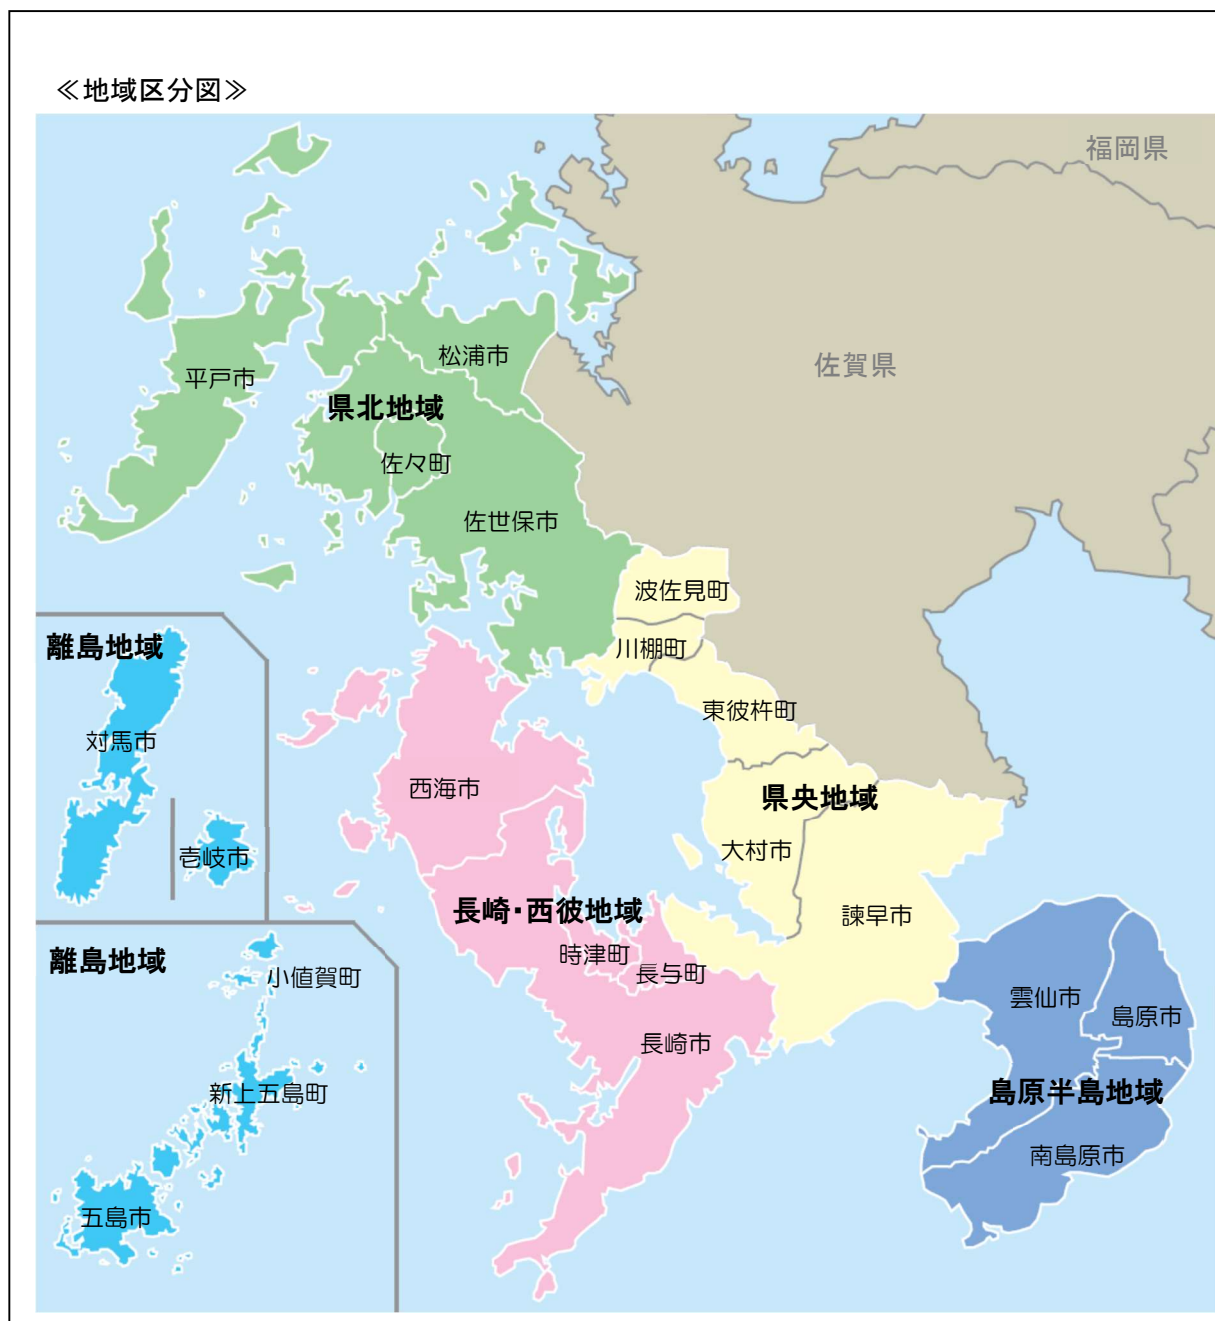 ≪地域区分図≫
福岡県
佐賀県
松浦市
平戸市
県北地域
佐々町
佐世保市
波佐見町
川棚町
東彼杵町
離島地域
対馬市
壱岐市
西海市
県央地域
大村市
諫早市
長崎・西彼地域
時津町
長与町
長崎市
離島地域
小値賀町
新上五島町
五島市
雲仙市
島原市
島原半島地域
南島原市